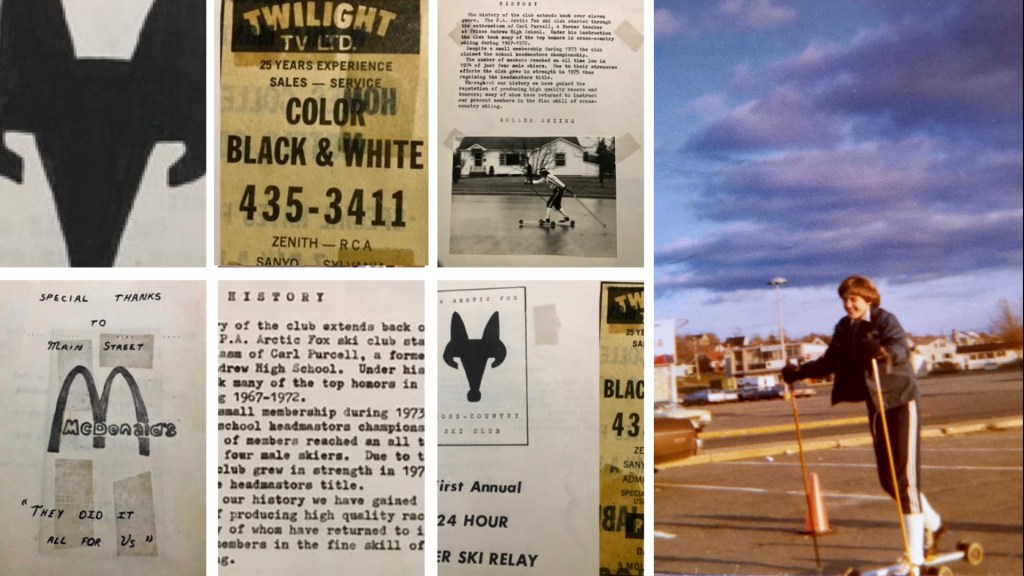 TWILIGHT
TV LTD.
25 YEARS EXPERIENCE
SALES — SERVICE
COLOR
BLACK & WHITE
435-3411
ZENITH — RCA
SANYO
HISTORY
The history of the club extends back over eleven
years. The P.A. Arctic Fox ski club started through
the enthusiasm of Carl Purcell, a former teacher
at Prince Andrew High School. Under his instruction
the club took many of the top honors in cross-country
skiing during 1967-1972.
Despite a small membership during 1973 the club
claimed the school headmasters championship.
The number of members reached an all time low in
1974 of just four male skiers. Due to their strenuous
efforts the club grew in strength in 1975 thus
regaining the headmasters title.
Throughout our history we have gained the
reputation of producing high quality racers and
tourers; many of whom have returned to instruct
our present members in the fine skill of cross-
country skiing.
ROLLER SKIING
SPECIAL THANKS
TO
MAIN STREET
McDonald's
"THEY DID IT
ALL FOR US"
HISTORY
y of the club extends back o
P.A. Arctic Fox ski club sta
asm of Carl Purcell, a forme
drew High School. Under his
k many of the top honors in
g 1967-1972.
small membership during 1973
school headmasters champions
of members reached an all t
four male skiers. Due to t
club grew in strength in 197
e headmasters title.
our history we have gained
f producing high quality rac
y of whom have returned to i
embers in the fine skill of
g.
A ARCTIC FOX
OSS-COUNTRY
SKI CLUB
irst Annual
24 HOUR
ER SKI RELAY
TW
25 YE
BLAC
43
ZE
SANY
ADM
SPECIA